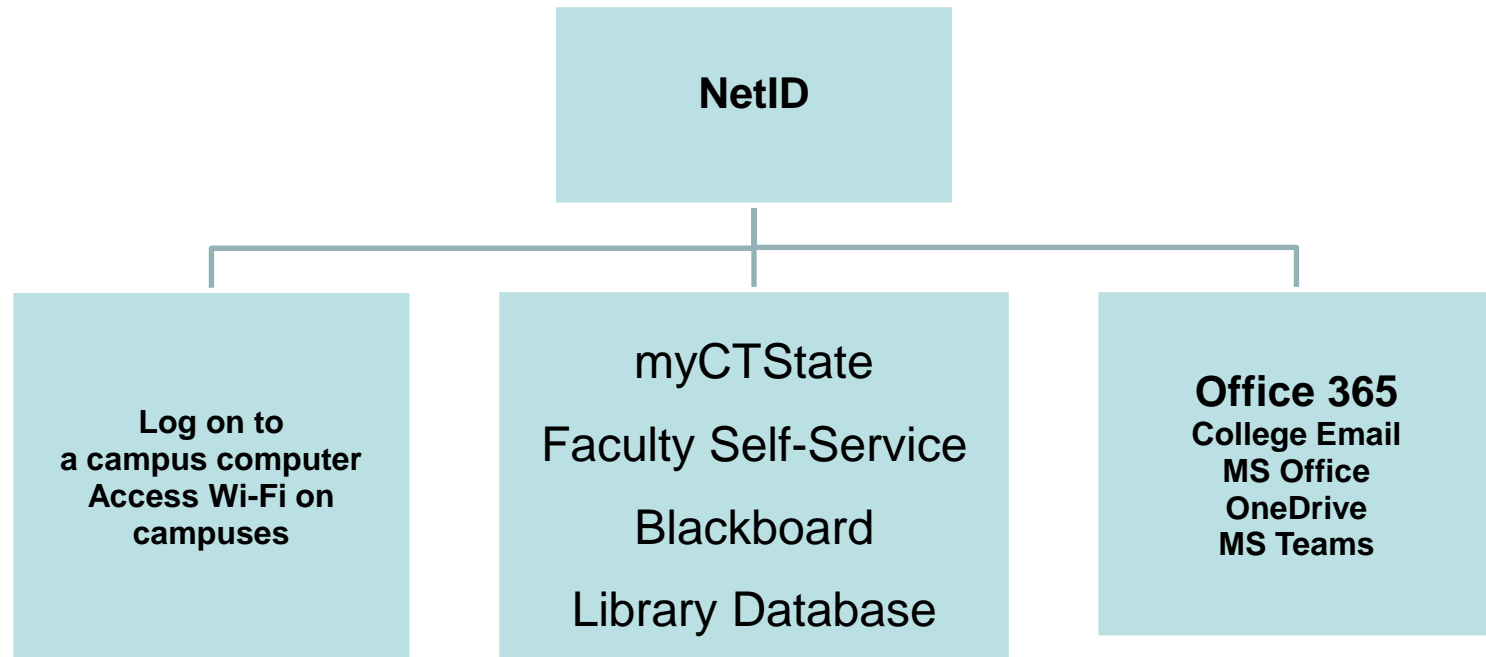 NetID
Log on to
a campus computer
Access Wi-Fi on
campuses
myCTState
Faculty Self-Service
Blackboard
Library Database
Office 365
College Email
MS Office
OneDrive
MS Teams